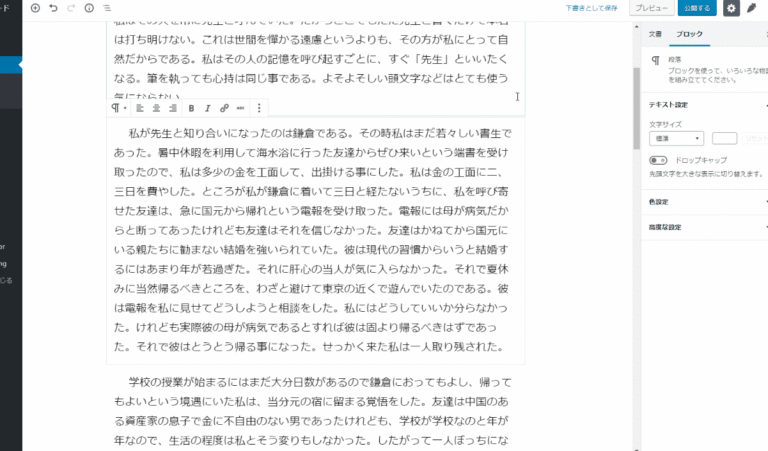 ード
下書きとして保存
プレビュー
公開する
文書
ブロック
段落
テキスト設定
文字サイズ
標準
ドロップキャップ
先頭文字を大きな表示に切り替えます。
色設定
高度な設定
は打ち明けない。これは世間を憚かる遠慮というよりも、その方が私にとって自
然だからである。私はその人の記憶を呼び起すごとに、すぐ「先生」といいたく
なる。筆を執っても心持は同じ事である。よそよそしい頭文字などはとても使う
気にならない。
B
I
ABC
私が先生と知り合いになったのは鎌倉である。その時私はまだ若々しい書生で
あった。暑中休暇を利用して海水浴に行った友達からぜひ来いという端書を受け
取ったので、私は多少の金を工面して、出掛ける事にした。私は金の工面に二、
三日を費やした。ところが私が鎌倉に着いて三日と経たないうちに、私を呼び寄
せた友達は、急に国元から帰れという電報を受け取った。電報には母が病気だか
らと断ってあったけれども友達はそれを信じなかった。友達はかねてから国元に
いる親たちに勧まない結婚を強いられていた。彼は現代の習慣からいうと結婚す
るにはあまり年が若過ぎた。それに肝心の当人が気に入らなかった。それで夏休
みに当然帰るべきところを、わざと避けて東京の近くで遊んでいたのである。彼
は電報を私に見せてどうしようと相談をした。私にはどうしていいか分らなかっ
た。けれども実際彼の母が病気であるとすれば彼は固より帰るべきはずであっ
た。それで彼はとうとう帰る事になった。せっかく来た私は一人取り残された。
学校の授業が始まるにはまだ大分日数があるので鎌倉におってもよし、帰って
もよいという境遇にいた私は、当分元の宿に留まる覚悟をした。友達は中国のあ
る資産家の息子で金に不自由のない男であったけれども、学校が学校なのと年が
年なので、生活の程度は私とそう変りもしなかった。したがって一人ぼっちにな
or
ng
じる